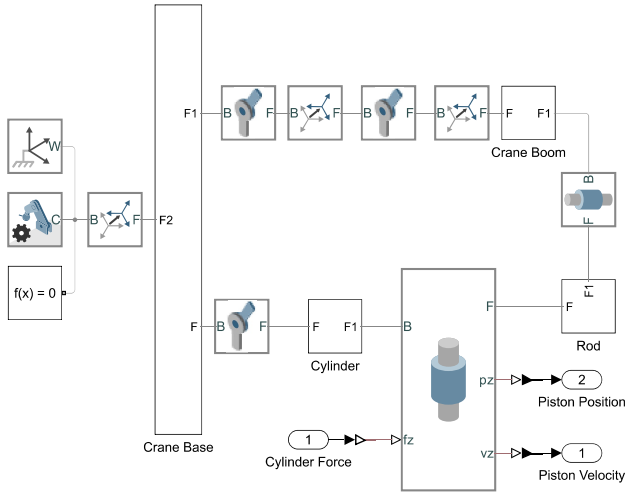 F1
B F
B F
B F
B F
F F1
Crane Boom
W
C
B F
F2
f(x) = 0
B
F
F1
F
Rod
F
B F
F F1
Cylinder
B
F
pz
2
Piston Position
1
Cylinder Force
fz
vz
1
Piston Velocity
Crane Base